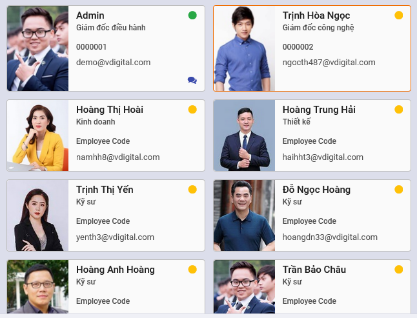 Admin
Giám đốc điều hành
0000001
demo@vdigital.com
Trịnh Hòa Ngọc
Giám đốc công nghệ
0000002
ngocth487@vdigital.com
Hoàng Thị Hoài
Kinh doanh
Employee Code
namhh8@vdigital.com
Hoàng Trung Hải
Thiết kế
Employee Code
haihht3@vdigital.com
Trịnh Thị Yến
Kỹ sư
Employee Code
yenth3@vdigital.com
Đỗ Ngọc Hoàng
Kỹ sư
Employee Code
hoangdn33@vdigital.com
Hoàng Anh Hoàng
Kỹ sư
Employee Code
Trần Bảo Châu
Kỹ sư
Employee Code